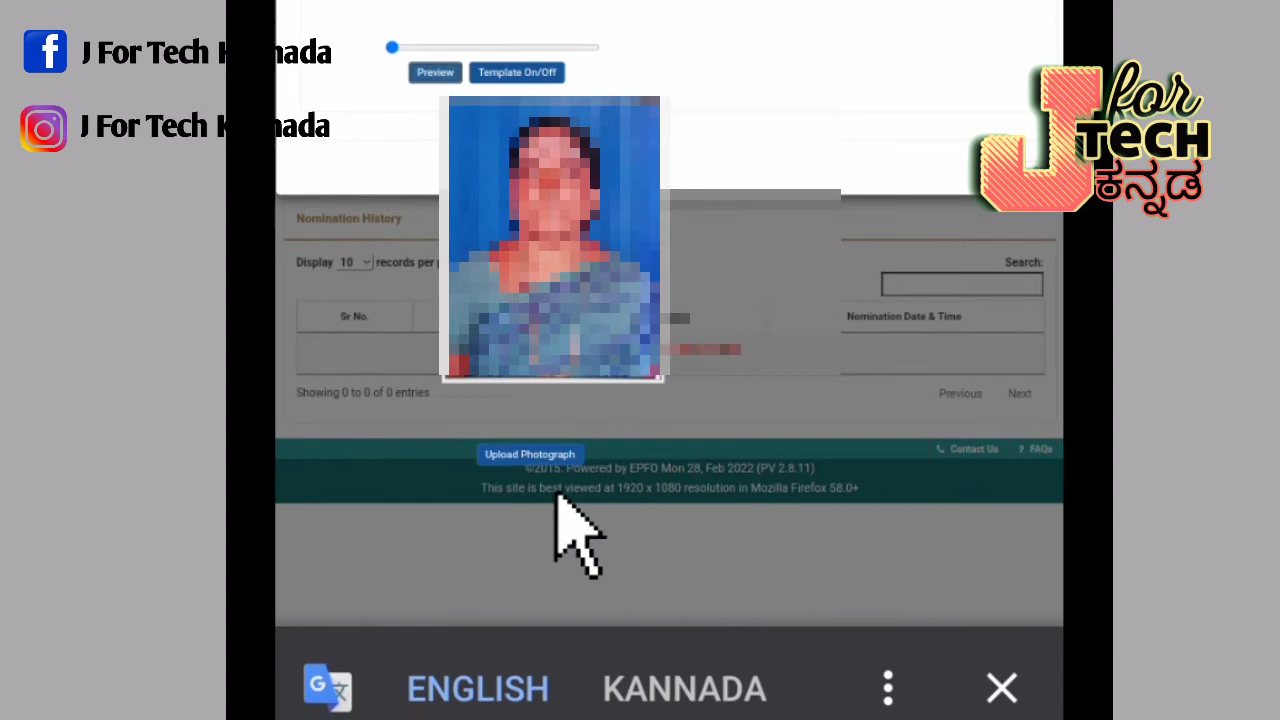 J For Tech K nada
J For Tech K nada
J for
Tech
ಕನ್ನಡ
Preview Template On/Off
Nomination History
Display 10 records per
Search:
Sr No. Nomination Date & Time
Showing 0 to 0 of 0 entries
Previous Next
Upload Photograph
Contact Us ? FAQs
©2015. Powered by EPFO Mon 28, Feb 2022 (PV 2.8.11)
This site is best viewed at 1920 x 1080 resolution in Mozilla Firefox 58.0+
G 文
ENGLISH KANNADA